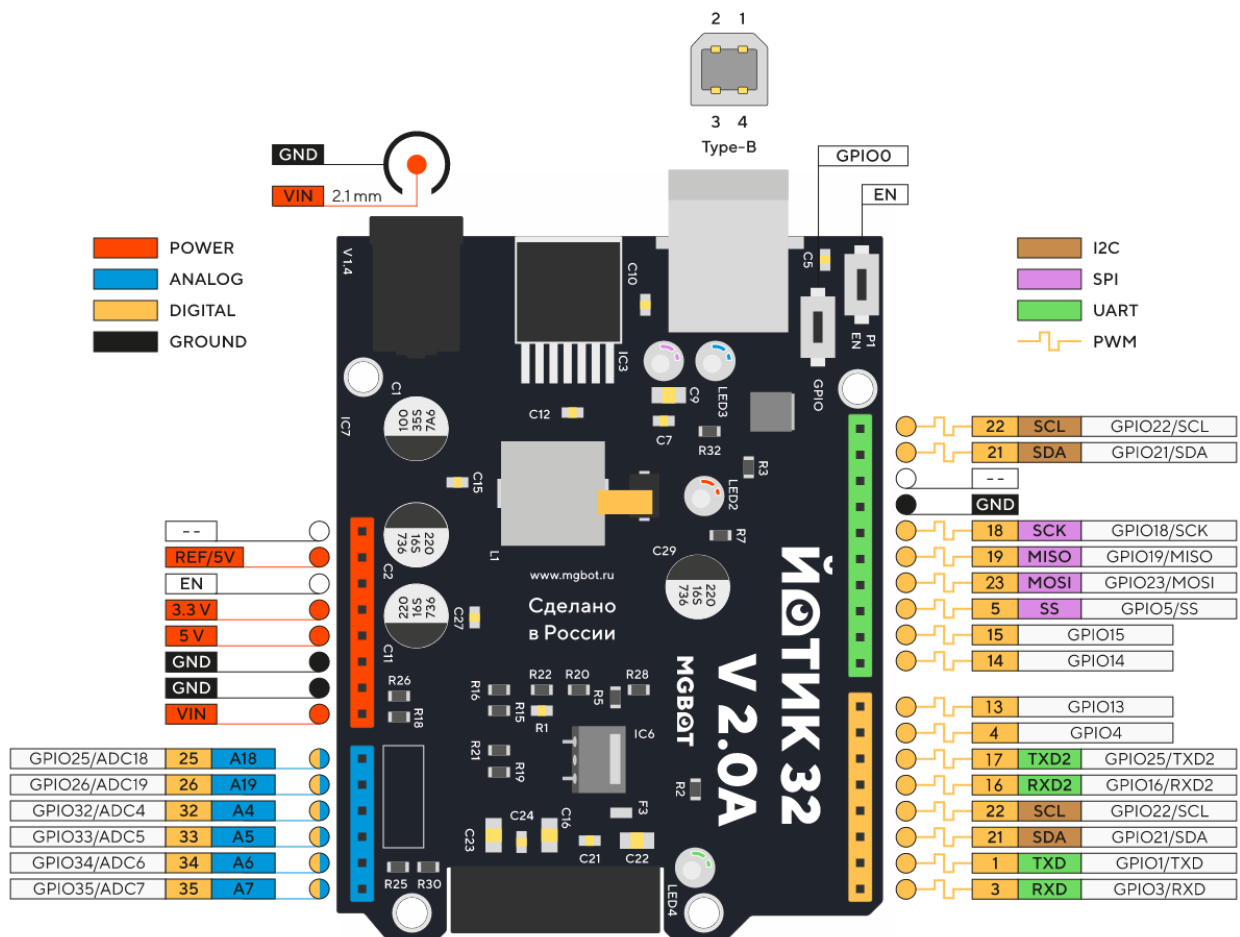 2 1
3 4
Type-B
GND
VIN 2.1 mm
GPIO0
EN
POWER
ANALOG
DIGITAL
GROUND
I2C
SPI
UART
PWM
V 1.4
C10
C5
IC3
EN
P1
GPIO
C1
IC7
7A6
35S
101
C12
C9
LED3
C7
R32
R3
C15
LED2
R7
L1
C29
220
16S
736
C2
220
16S
736
www.mgbot.ru
Сделано
в России
736
16S
220
C27
C11
ЙОТИК 32
V 2.0A
MGBOT
R26
R18
R16
R22
R20
R5
R28
R15
R1
R21
R19
IC6
R2
F3
C23
C24
C16
C21
C22
R25
R30
LED4
--
REF/5V
EN
3.3 V
5 V
GND
GND
VIN
GPIO25/ADC18 25 A18
GPIO26/ADC19 26 A19
GPIO32/ADC4 32 A4
GPIO33/ADC5 33 A5
GPIO34/ADC6 34 A6
GPIO35/ADC7 35 A7
22 SCL GPIO22/SCL
21 SDA GPIO21/SDA
--
GND
18 SCK GPIO18/SCK
19 MISO GPIO19/MISO
23 MOSI GPIO23/MOSI
5 SS GPIO5/SS
15 GPIO15
14 GPIO14
13 GPIO13
4 GPIO4
17 TXD2 GPIO25/TXD2
16 RXD2 GPIO16/RXD2
22 SCL GPIO22/SCL
21 SDA GPIO21/SDA
1 TXD GPIO1/TXD
3 RXD GPIO3/RXD